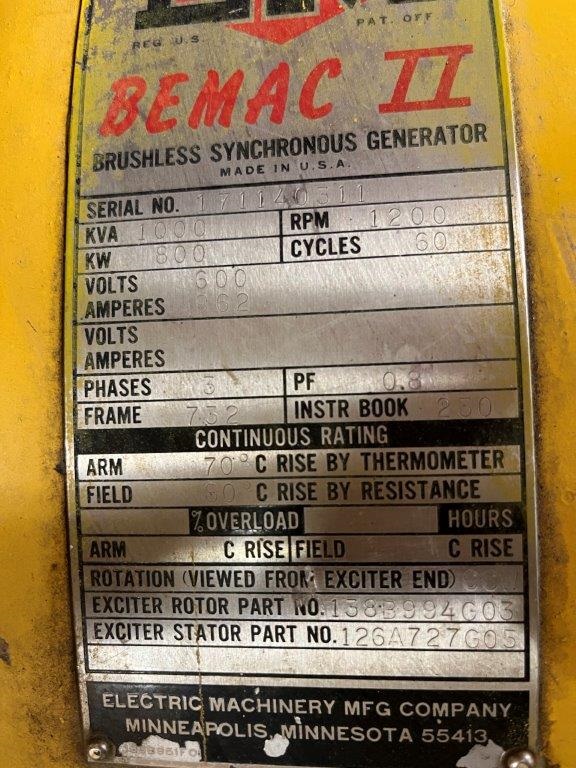 EM
REG U.S. PAT. OFF
BEMAC II
BRUSHLESS SYNCHRONOUS GENERATOR
MADE IN U.S.A.
SERIAL NO. 171140311
KVA 1000 RPM 1200
KW 800 CYCLES 60
VOLTS 600
AMPERES 962
VOLTS
AMPERES
PHASES 3 PF 0.8
FRAME 732 INSTR BOOK 230
CONTINUOUS RATING
ARM 70° C RISE BY THERMOMETER
FIELD 60° C RISE BY RESISTANCE
% OVERLOAD HOURS
ARM C RISE FIELD C RISE
ROTATION (VIEWED FROM EXCITER END)
EXCITER ROTOR PART NO. 138B994G03
EXCITER STATOR PART NO. 126A727G05
ELECTRIC MACHINERY MFG COMPANY
MINNEAPOLIS, MINNESOTA 55413